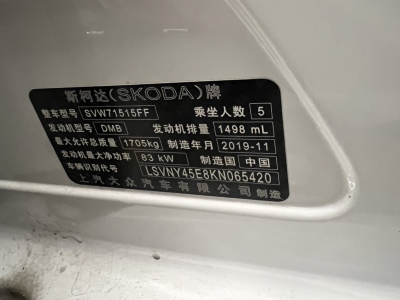 斯柯达(SKODA)牌
整车型号 SVW71515FF 乘坐人数 5
发动机型号 DMB 发动机排量 1498 mL
最大允许总质量 1705kg 制造年月 2019-11
发动机最大净功率 83 kW 制造国 中国
车辆识别代号 LSVNY45E8KN065420
上汽大众汽车有限公司 制造